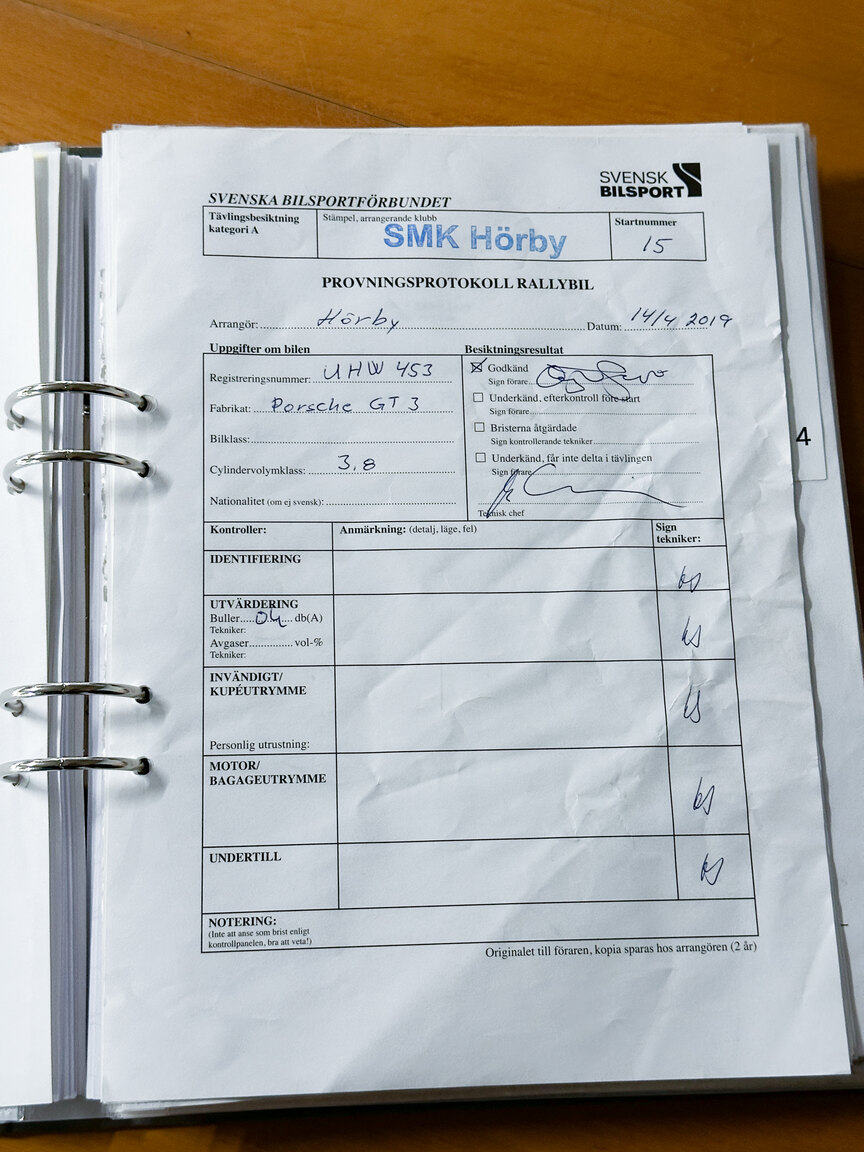 SVENSK
BILSPORT
SVENSKA BILSPORTFÖRBUNDET
Tävlingsbesiktning
kategori A
Stämpel, arrangerande klubb
SMK Hörby
Startnummer
15
PROVNINGSPROTOKOLL RALLYBIL
Arrangör: Hörby Datum: 14/4 2019
Uppgifter om bilen
Registreringsnummer: UHW 453
Fabrikat: Porsche GT3
Bilklass:
Cylindervolymklass: 3,8
Nationalitet (om ej svensk):
Besiktningsresultat
Godkänd
Sign förare
Underkänd, efterkontroll före start
Sign förare
Bristerna åtgärdade
Sign kontrollerande tekniker
Underkänd, får inte delta i tävlingen
Sign förare
Teknisk chef
4
Kontroller: Anmärkning: (detalj, läge, fel) Sign
tekniker:
IDENTIFIERING
UTVÄRDERING
Buller..... db(A)
Tekniker:
Avgaser............... vol-%
Tekniker:
INVÄNDIGT/
KUPÉUTRYMME
Personlig utrustning:
MOTOR/
BAGAGEUTRYMME
UNDERTILL
NOTERING:
(Inte att anse som brist enligt
kontrollpanelen, bra att veta!)
Originalet till föraren, kopia sparas hos arrangören (2 år)